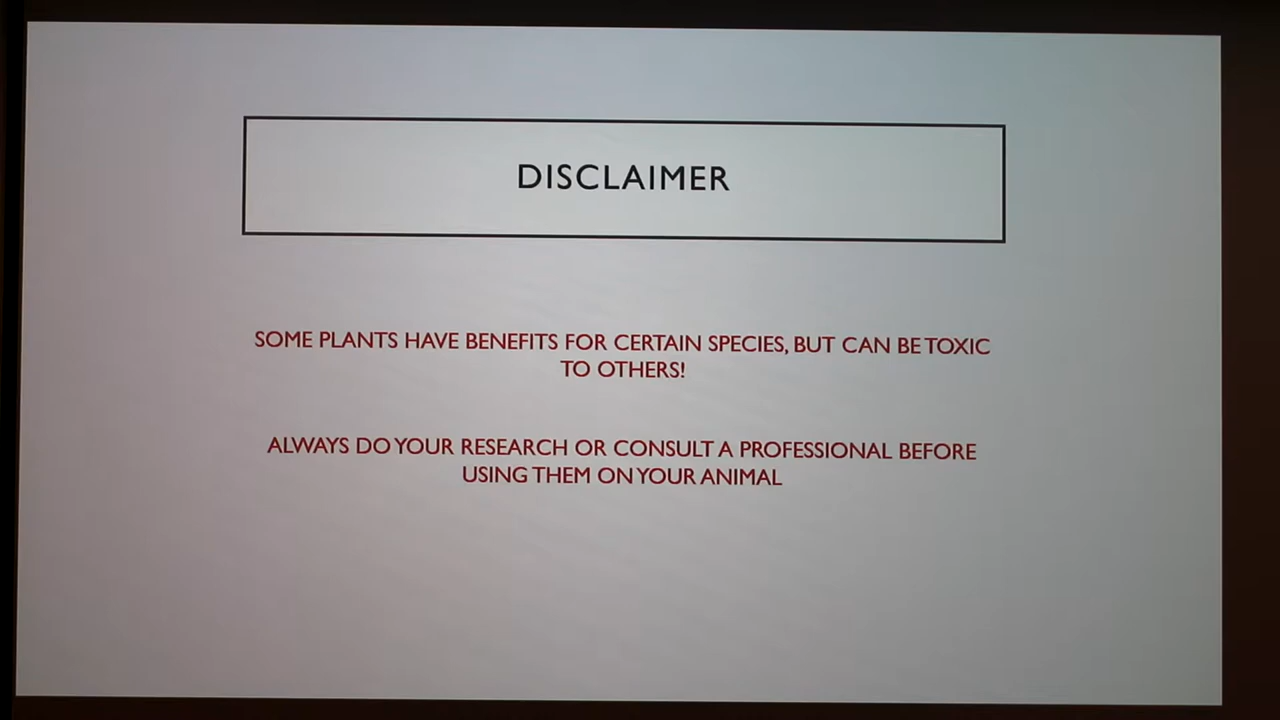 DISCLAIMER
SOME PLANTS HAVE BENEFITS FOR CERTAIN SPECIES, BUT CAN BE TOXIC
TO OTHERS!
ALWAYS DO YOUR RESEARCH OR CONSULT A PROFESSIONAL BEFORE
USING THEM ON YOUR ANIMAL